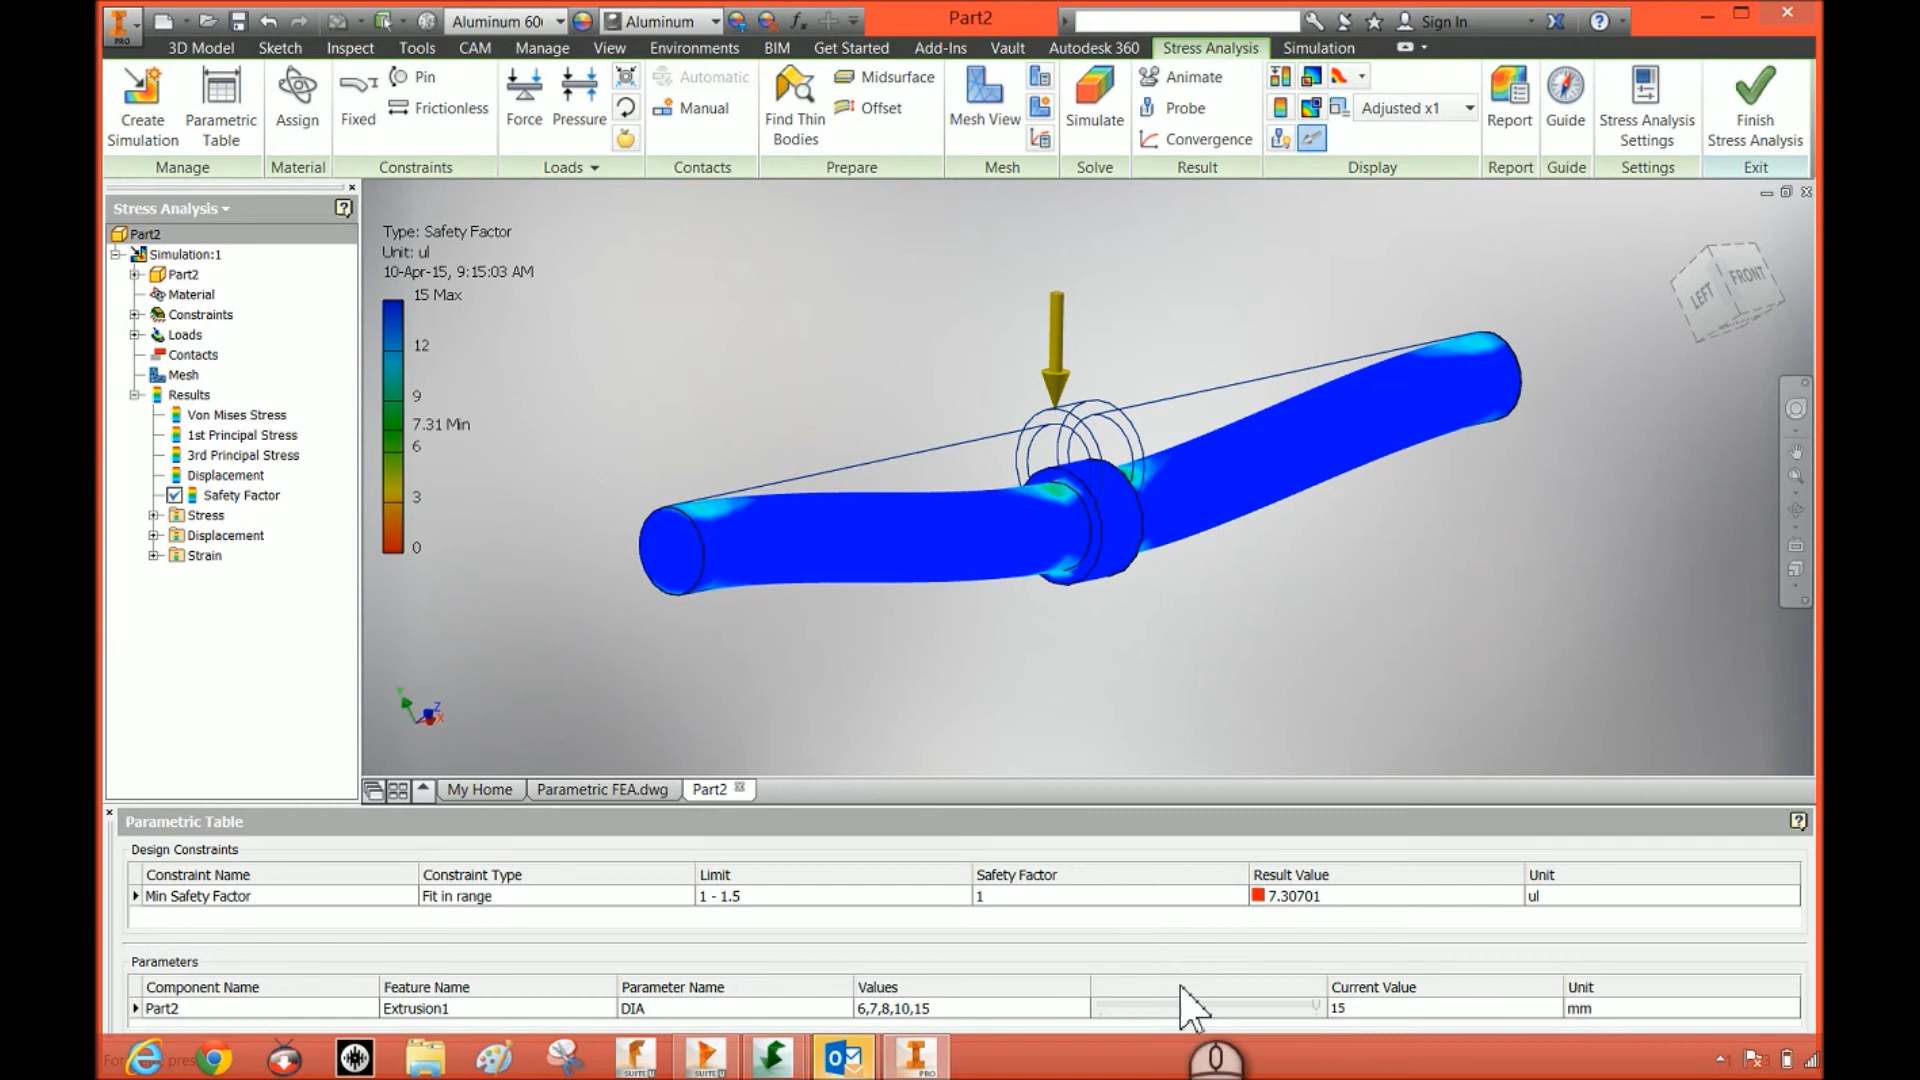 Aluminum 606
Aluminum
Part2
Sign In
PRO
3D Model Sketch Inspect Tools CAM Manage View Environments BIM Get Started Add-Ins Vault Autodesk 360 Stress Analysis Simulation
Create
Simulation
Parametric
Table
Manage
Assign
Material
Fixed
Pin
Frictionless
Constraints
Force
Pressure
Loads
Automatic
Manual
Contacts
Find Thin
Bodies
Midsurface
Offset
Prepare
Mesh View
Mesh
Simulate
Solve
Animate
Probe
Convergence
Result
Adjusted x1
Display
Report
Report
Guide
Guide
Stress Analysis
Settings
Settings
Finish
Stress Analysis
Exit
Stress Analysis
Part2
Simulation:1
Part2
Material
Constraints
Loads
Contacts
Mesh
Results
Von Mises Stress
1st Principal Stress
3rd Principal Stress
Displacement
Safety Factor
Stress
Displacement
Strain
Type: Safety Factor
Unit: ul
10-Apr-15, 9:15:03 AM
15 Max
12
9
7.31 Min
6
3
0
LEFT
FRONT
Y
Z
X
My Home
Parametric FEA.dwg
Part2
Parametric Table
Design Constraints
Constraint Name Constraint Type Limit Safety Factor Result Value Unit
Min Safety Factor Fit in range 1 - 1.5 1 7.30701 ul
Parameters
Component Name Feature Name Parameter Name Values Current Value Unit
Part2 Extrusion1 DIA 6,7,8,10,15 15 mm
For
pres
SUITE U
SUITE U
PRO